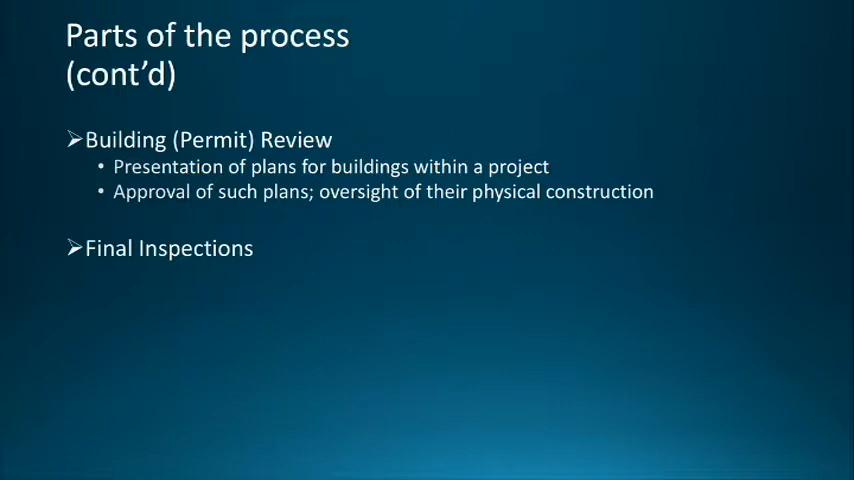 Parts of the process
(cont’d)
➢Building (Permit) Review
• Presentation of plans for buildings within a project
• Approval of such plans; oversight of their physical construction
➢Final Inspections